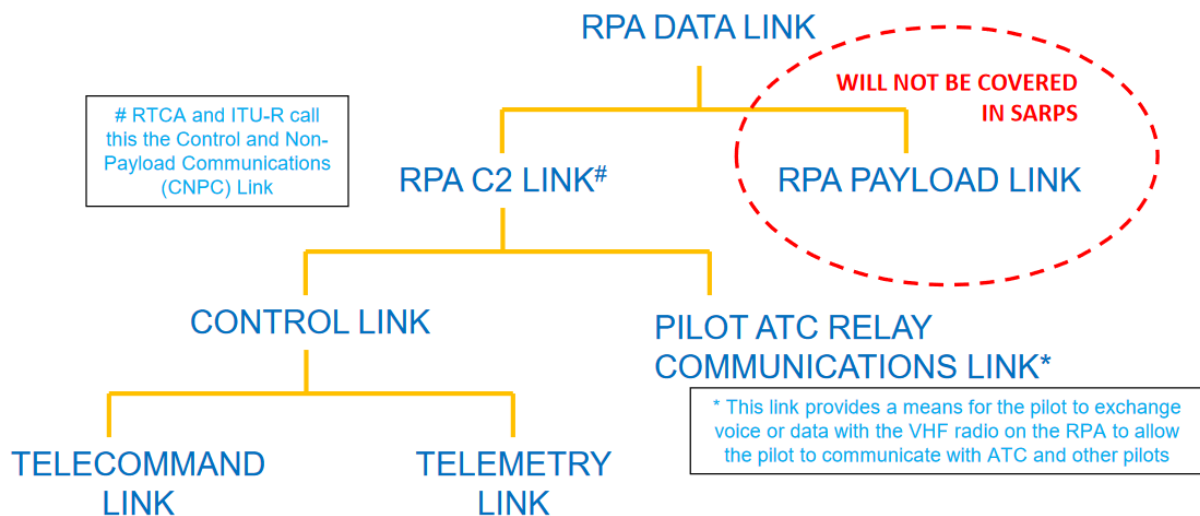 RPA DATA LINK
WILL NOT BE COVERED
IN SARPS
# RTCA and ITU-R call
this the Control and Non-
Payload Communications
(CNPC) Link
RPA C2 LINK#
RPA PAYLOAD LINK
CONTROL LINK
PILOT ATC RELAY
COMMUNICATIONS LINK*
* This link provides a means for the pilot to exchange
voice or data with the VHF radio on the RPA to allow
the pilot to communicate with ATC and other pilots
TELECOMMAND
LINK
TELEMETRY
LINK